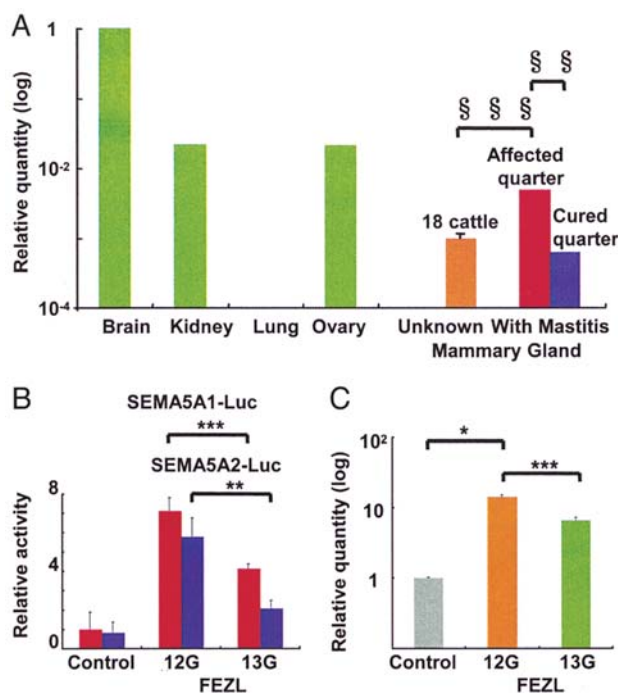 A
Relative quantity (log)
1
10-2
10-4
§ §
§ § §
Affected
quarter
18 cattle
Cured
quarter
Brain Kidney Lung Ovary Unknown With Mastitis
Mammary Gland
B
SEMA5A1-Luc
***
SEMA5A2-Luc
**
Relative activity
8
4
0
Control 12G 13G
FEZL
C
Relative quantity (log)
10²
10
1
*
***
Control 12G 13G
FEZL